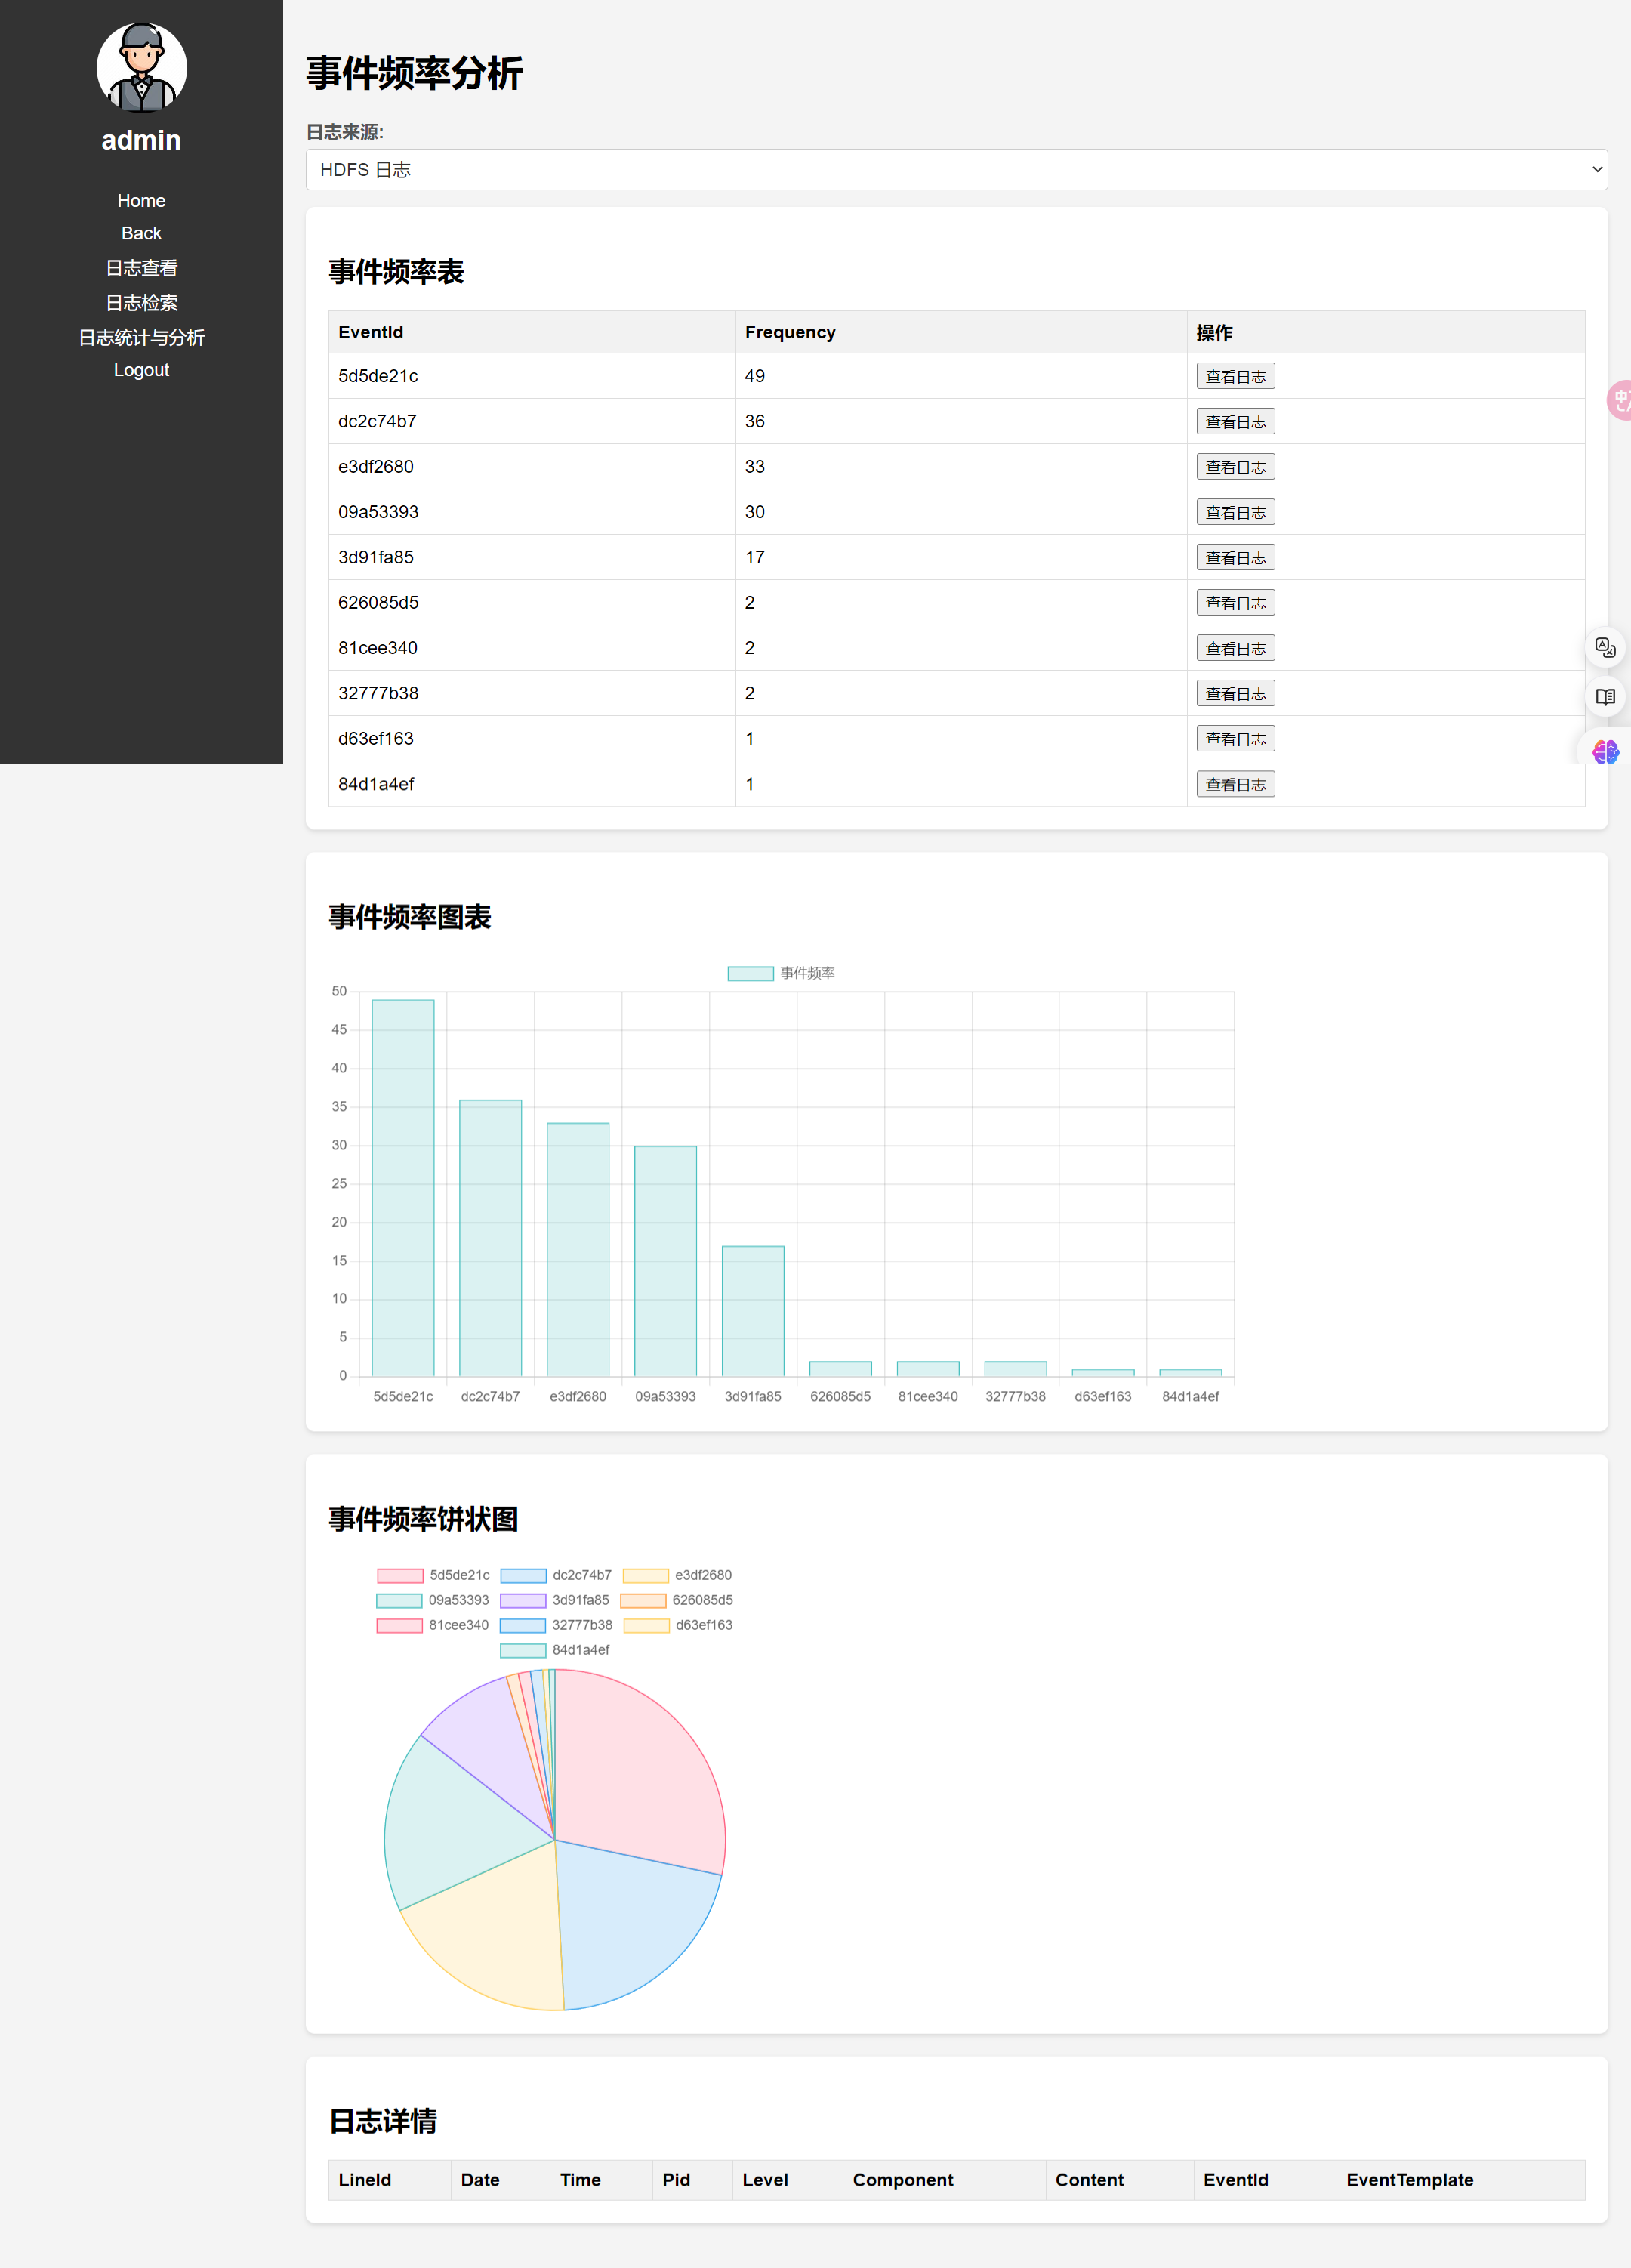 admin
Home
Back
日志查看
日志检索
日志统计与分析
Logout
事件频率分析
日志来源:
HDFS 日志
事件频率表
EventId Frequency 操作
5d5de21c 49 查看日志
dc2c74b7 36 查看日志
e3df2680 33 查看日志
09a53393 30 查看日志
3d91fa85 17 查看日志
626085d5 2 查看日志
81cee340 2 查看日志
32777b38 2 查看日志
d63ef163 1 查看日志
84d1a4ef 1 查看日志
事件频率图表
事件频率
50
45
40
35
30
25
20
15
10
5
0
5d5de21c dc2c74b7 e3df2680 09a53393 3d91fa85 626085d5 81cee340 32777b38 d63ef163 84d1a4ef
事件频率饼状图
5d5de21c dc2c74b7 e3df2680
09a53393 3d91fa85 626085d5
81cee340 32777b38 d63ef163
84d1a4ef
日志详情
LineId Date Time Pid Level Component Content EventId EventTemplate